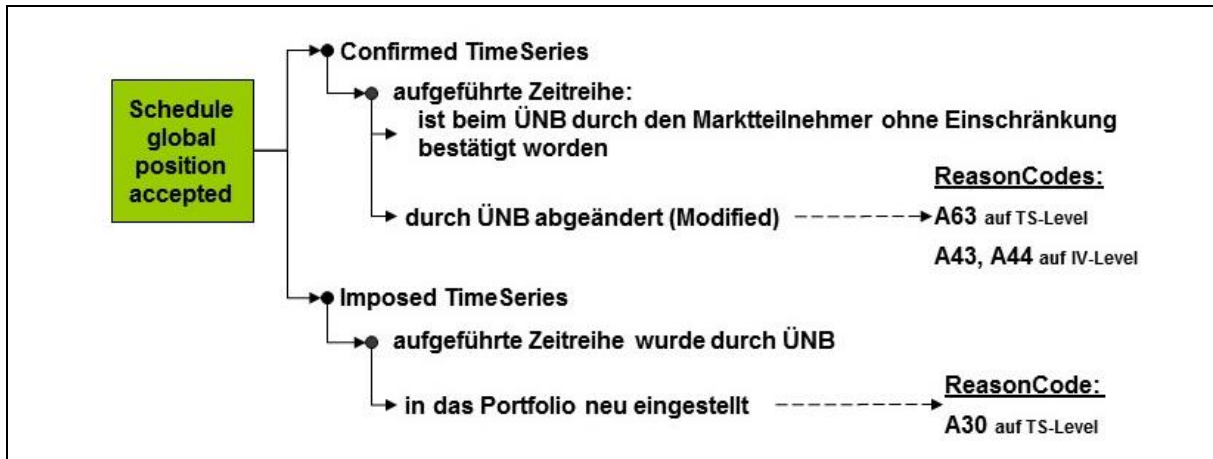 Schedule
global
position
accepted
Confirmed TimeSeries
aufgeführte Zeitreihe:
ist beim ÜNB durch den Marktteilnehmer ohne Einschränkung
bestätigt worden
ReasonCodes:
durch ÜNB abgeändert (Modified)
A63 auf TS-Level
A43, A44 auf IV-Level
Imposed TimeSeries
aufgeführte Zeitreihe wurde durch ÜNB
ReasonCode:
in das Portfolio neu eingestellt
A30 auf TS-Level